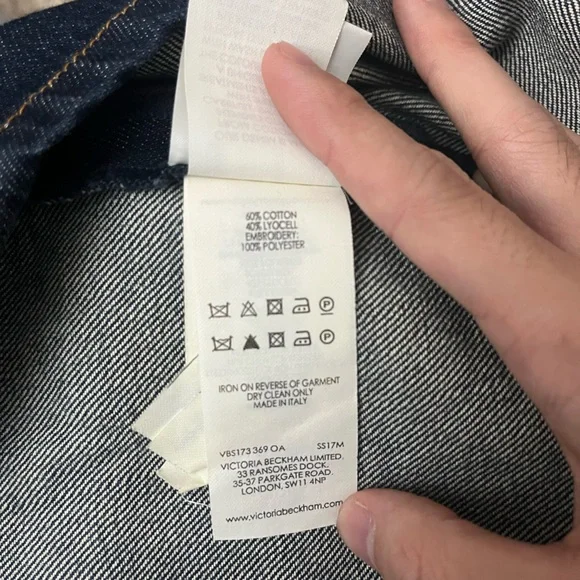 60% COTTON
40% LYOCELL
EMBROIDERY:
100% POLYESTER
P
P
IRON ON REVERSE OF GARMENT
DRY CLEAN ONLY
MADE IN ITALY
VBS173 369 OA SS17M
VICTORIA BECKHAM LIMITED.
33 RANSOMES DOCK,
35-37 PARKGATE ROAD,
LONDON, SW11 4NP
www.victoriabeckham.com